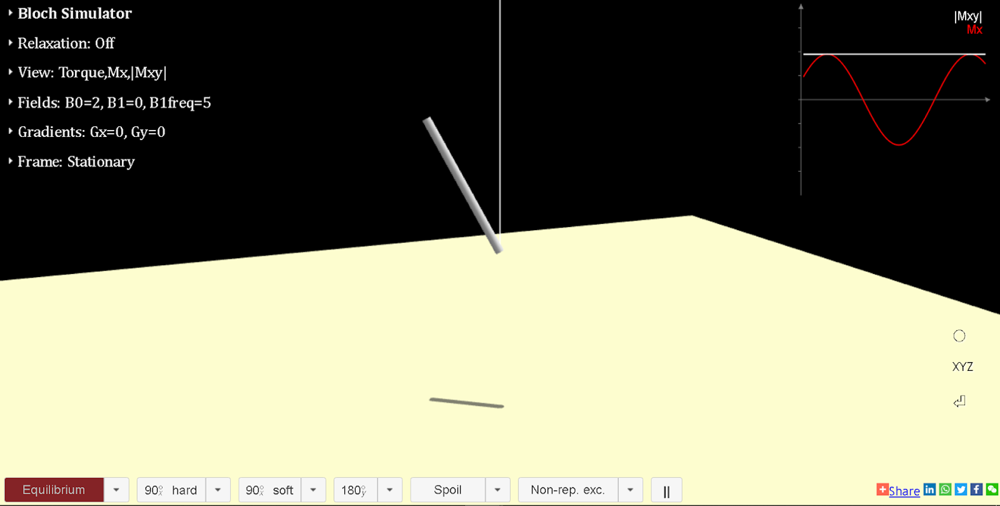 Bloch Simulator
Relaxation: Off
View: Torque,Mx,|Mxy|
Fields: B0=2, B1=0, B1freq=5
Gradients: Gx=0, Gy=0
Frame: Stationary
|Mxy|
Mx
XYZ
Equilibrium
90°x hard
90°x soft
180°y
Spoil
Non-rep. exc.
||
Share